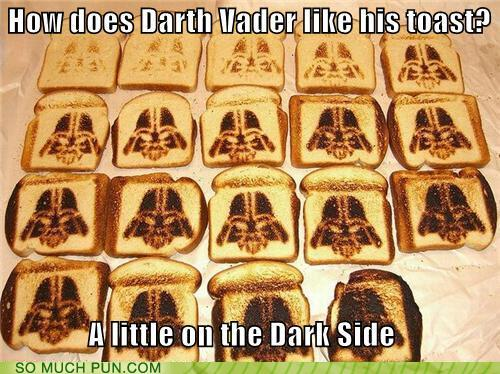 How does Darth Vader like his toast?
A little on the Dark Side
SO MUCH PUN.COM